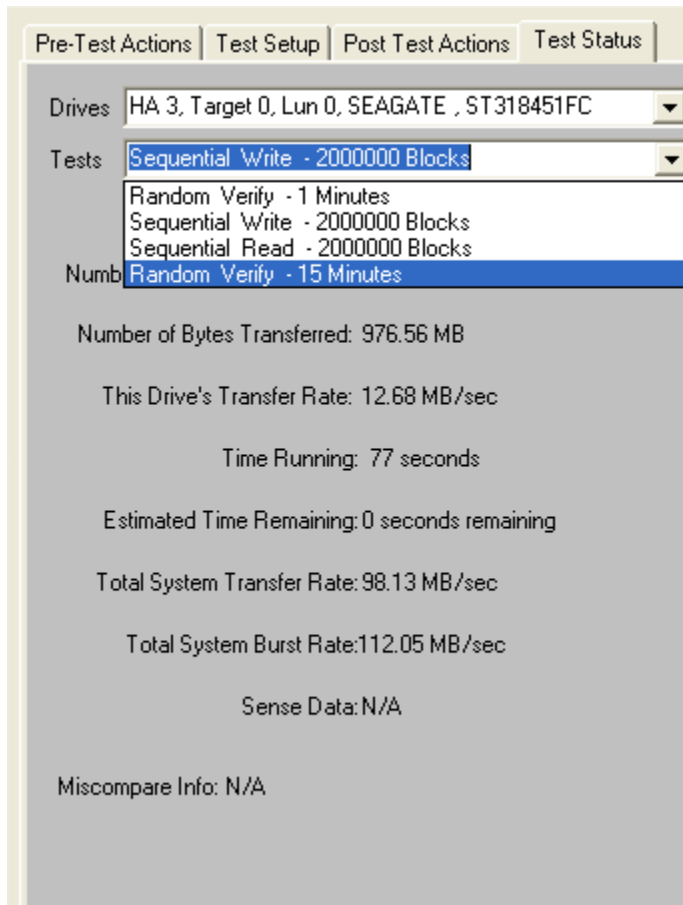 Pre-Test Actions Test Setup Post Test Actions Test Status
Drives HA 3, Target 0, Lun 0, SEAGATE , ST318451FC
Tests Sequential Write - 2000000 Blocks
Random Verify - 1 Minutes
Sequential Write - 2000000 Blocks
Sequential Read - 2000000 Blocks
Numb Random Verify - 15 Minutes
Number of Bytes Transferred: 976.56 MB
This Drive's Transfer Rate: 12.68 MB/sec
Time Running: 77 seconds
Estimated Time Remaining: 0 seconds remaining
Total System Transfer Rate: 98.13 MB/sec
Total System Burst Rate:112.05 MB/sec
Sense Data: N/A
Miscompare Info: N/A